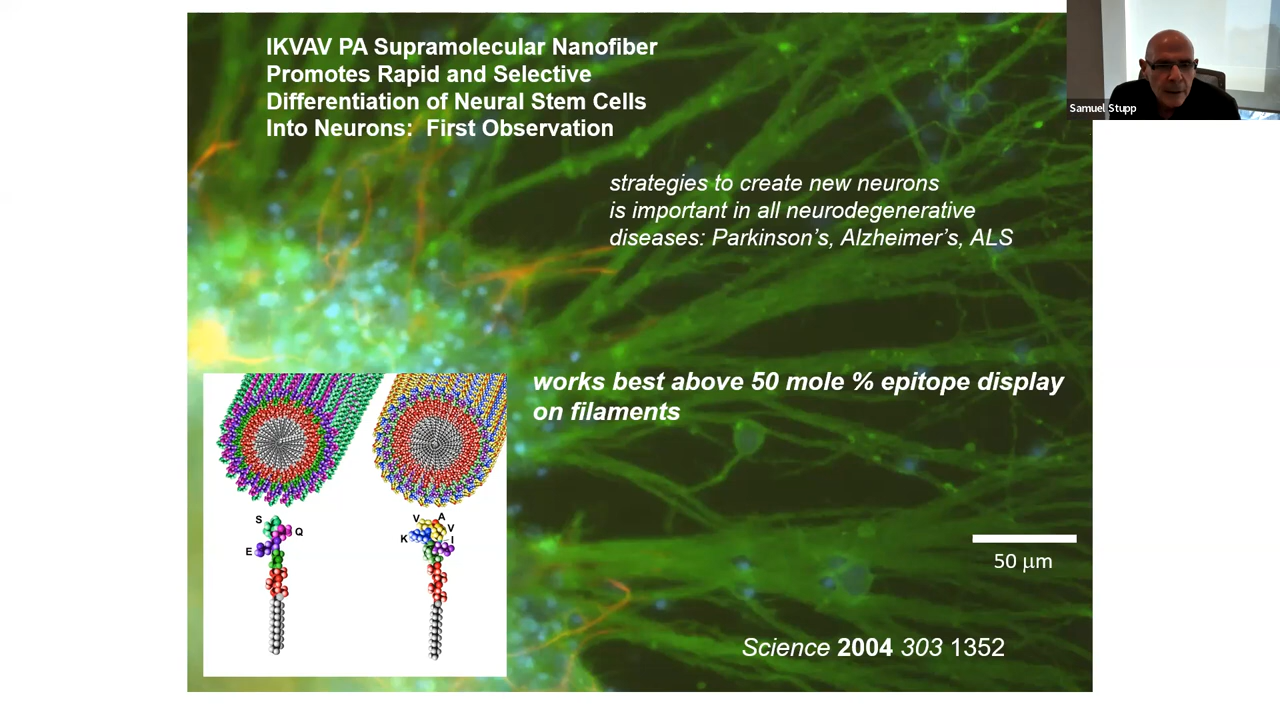 IKVAV PA Supramolecular Nanofiber
Promotes Rapid and Selective
Differentiation of Neural Stem Cells
Into Neurons:  First Observation
Samuel Stupp
strategies to create new neurons
is important in all neurodegenerative
diseases: Parkinson's, Alzheimer's, ALS
works best above 50 mole % epitope display
on filaments
S
Q
E
V
A
V
K
I
50 μm
Science 2004 303 1352